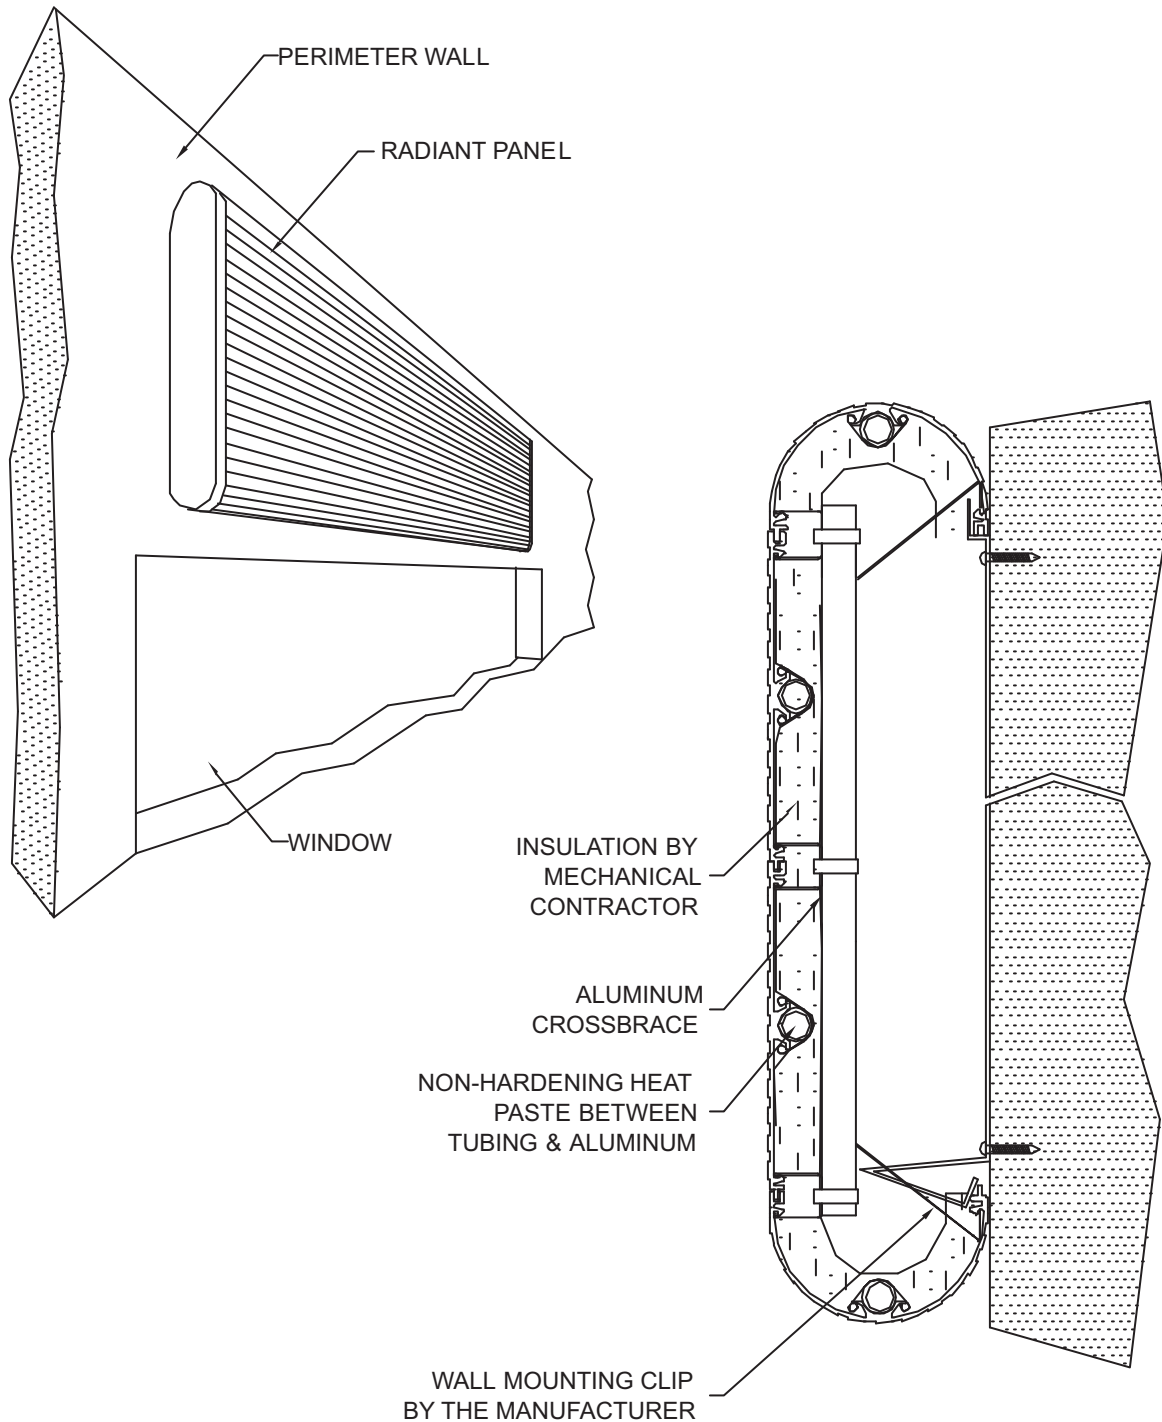 PERIMETER WALL
RADIANT PANEL
WINDOW
INSULATION BY
MECHANICAL
CONTRACTOR
ALUMINUM
CROSSBRACE
NON-HARDENING HEAT
PASTE BETWEEN
TUBING & ALUMINUM
WALL MOUNTING CLIP
BY THE MANUFACTURER